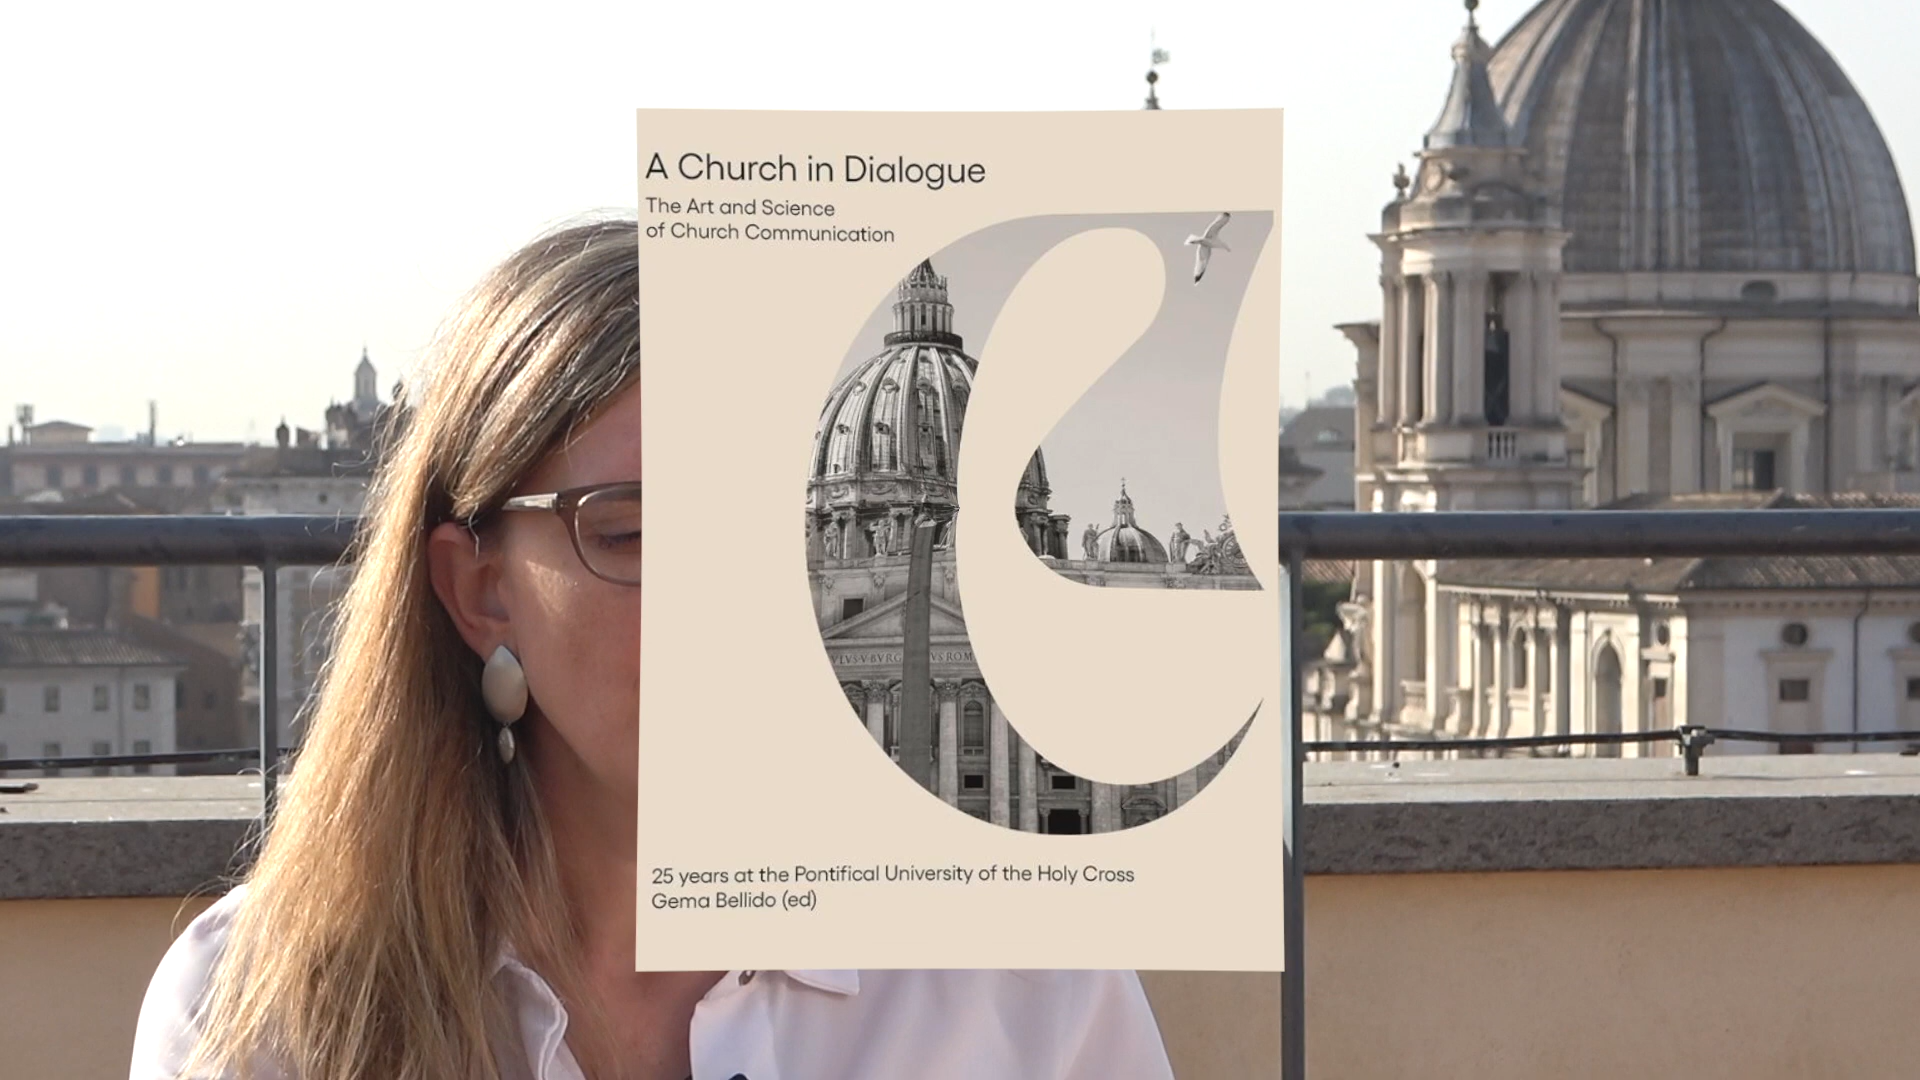 A Church in Dialogue
The Art and Science
of Church Communication
25 years at the Pontifical University of the Holy Cross
Gema Bellido (ed)